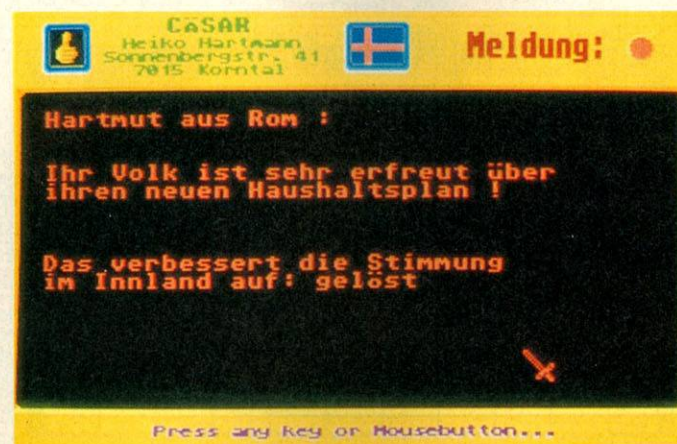 CäSAR
Heiko Hartmann
Sonnenbergstr. 41
7015 Korntal
Meldung:
Hartmut aus Rom :
Ihr Volk ist sehr erfreut über
ihren neuen Haushaltsplan !
Das verbessert die Stimmung
im Innland auf: gelöst
Press any key or Mousebutton...